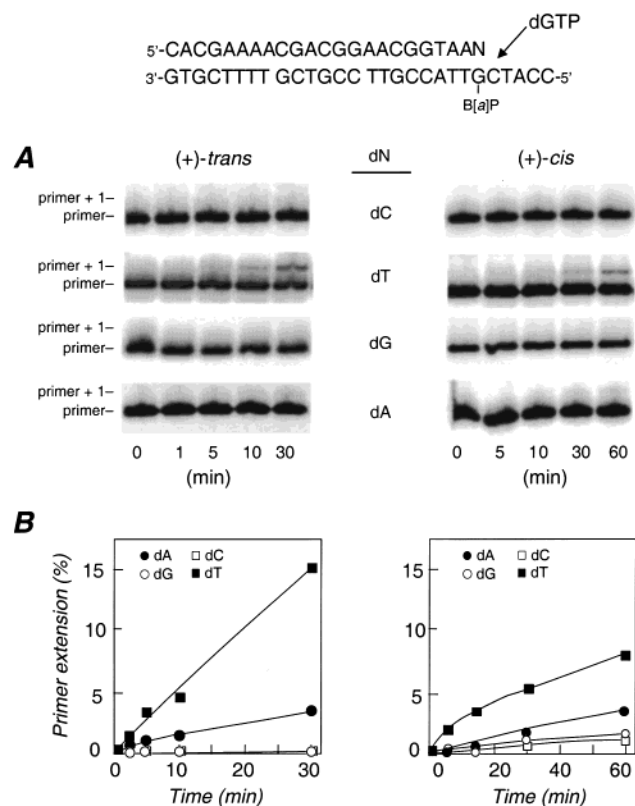 dGTP
5'-CACGAAAACGACGGAACGGTAAN
3'-GTGCTTTT GCTGCC TTGCCATTGCTACC-5'
B[a]P
A (+)-trans dN (+)-cis
primer + 1–
primer– dC
primer + 1–
primer– dT
primer + 1–
primer– dG
primer + 1–
primer– dA
0 1 5 10 30 0 5 10 30 60
(min) (min)
B
Primer extension (%)
15
10
5
0
dA dC
dG dT
0 10 20 30
Time (min)
15
10
5
0
dA dC
dG dT
0 20 40 60
Time (min)